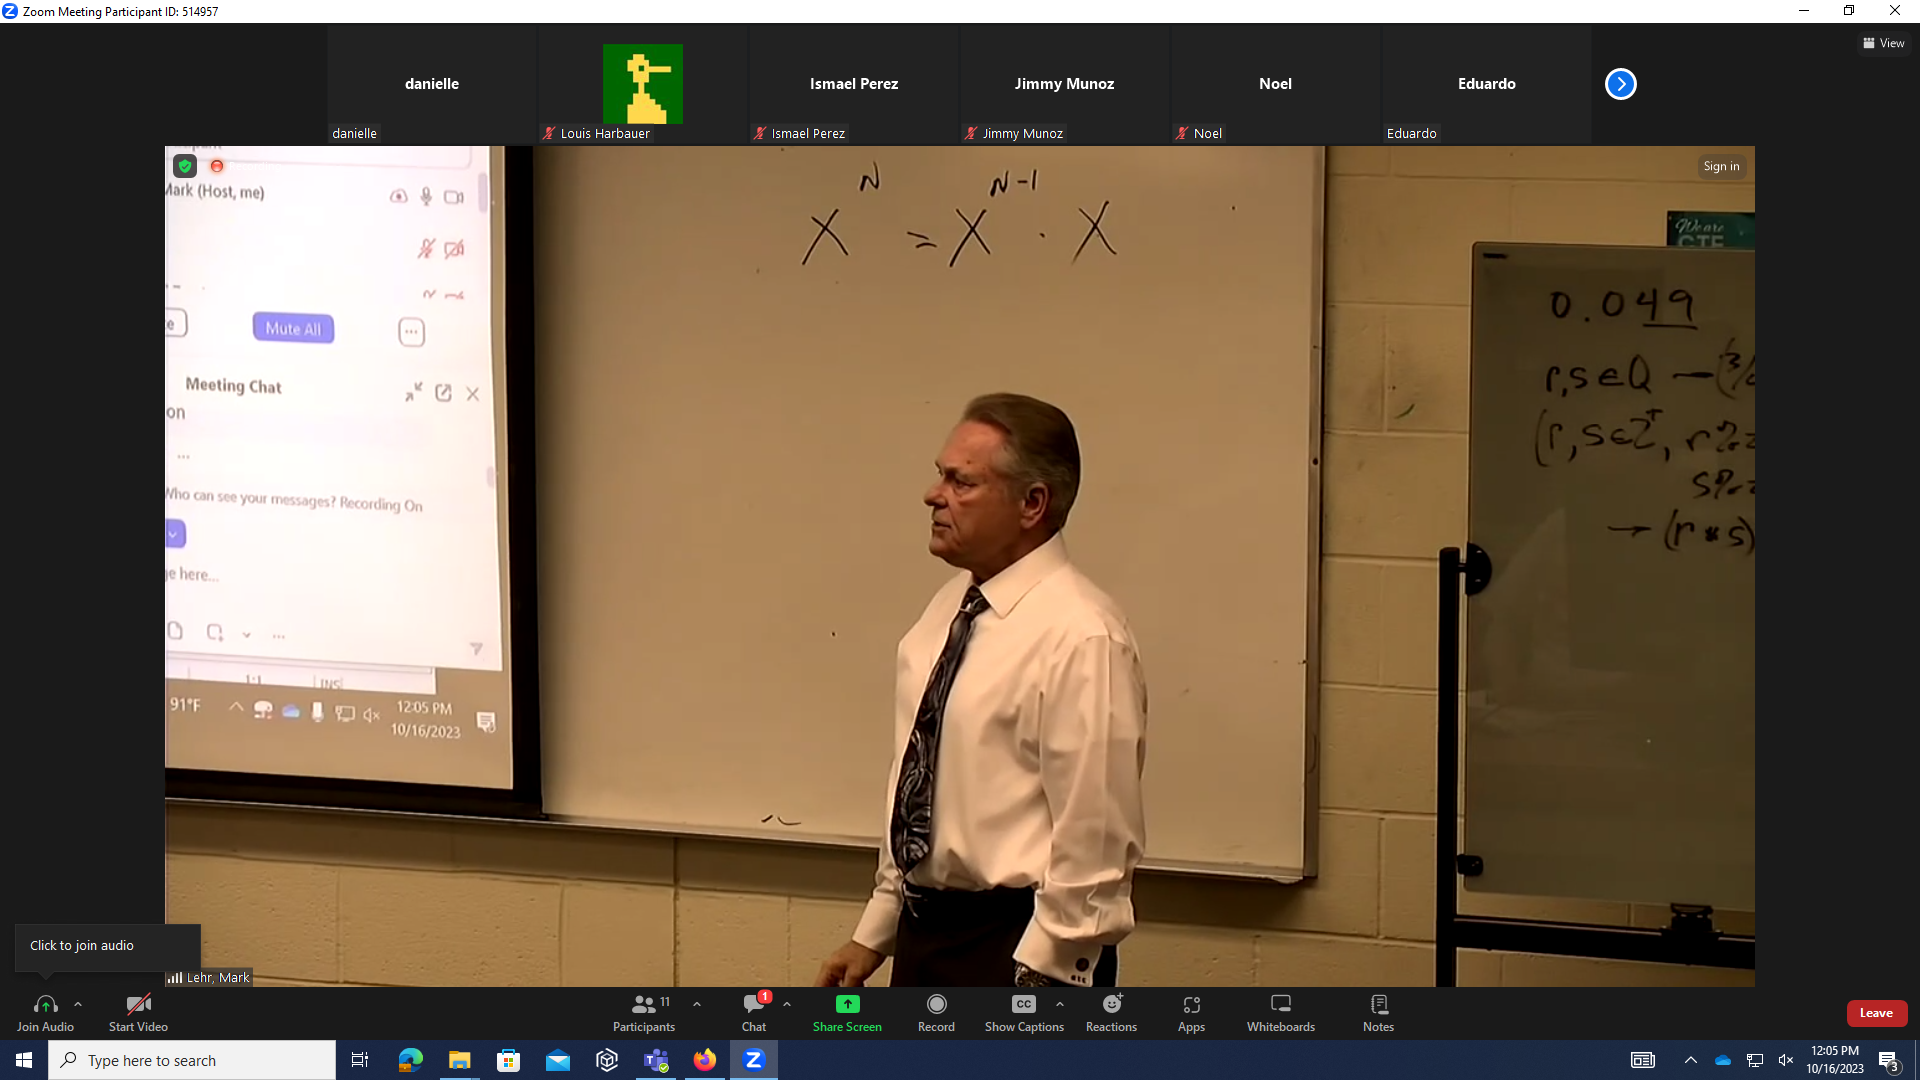 Zoom Meeting Participant ID: 514957
View
danielle
Ismael Perez
Jimmy Munoz
Noel
Eduardo
danielle
Louis Harbauer
Ismael Perez
Jimmy Munoz
Noel
Eduardo
Sign in
Mark (Host, me)
Mute All
Meeting Chat
on
Who can see your messages? Recording On
ge here...
1:1 INS
91°F
12:05 PM
10/16/2023
X^N = X^N-1 · X
We are
CTE
0.049
r,s∈Q → (3/
(r,s∈Z⁺, r%
s%
→ (r * s)
Click to join audio
Lehr, Mark
Join Audio
Start Video
11
Participants
1
Chat
Share Screen
Record
CC
Show Captions
Reactions
Apps
Whiteboards
Notes
Leave
Type here to search
12:05 PM
10/16/2023
3